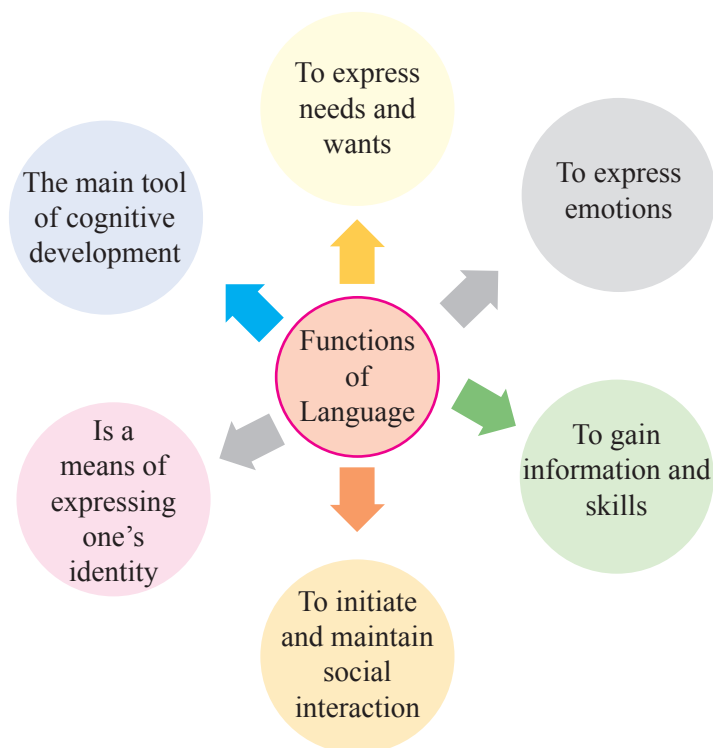 To express
needs and
wants
To express
emotions
To gain
information and
skills
To initiate
and maintain
social
interaction
Is a
means of
expressing
one’s
identity
The main tool
of cognitive
development
Functions
of
Language